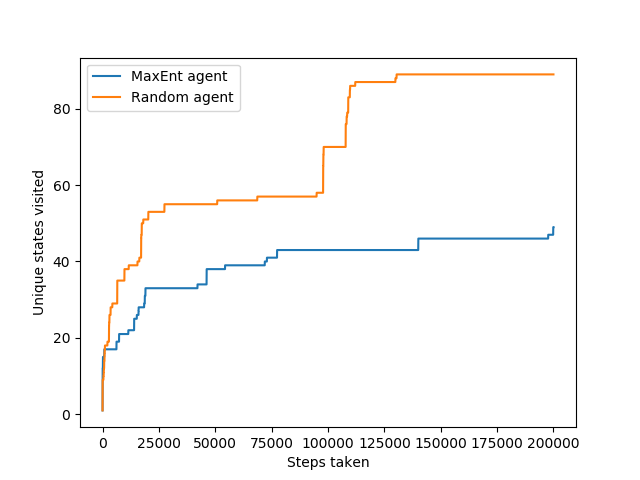 MaxEnt agent
Random agent
Unique states visited
80
60
40
20
0
0 25000 50000 75000 100000 125000 150000 175000 200000
Steps taken